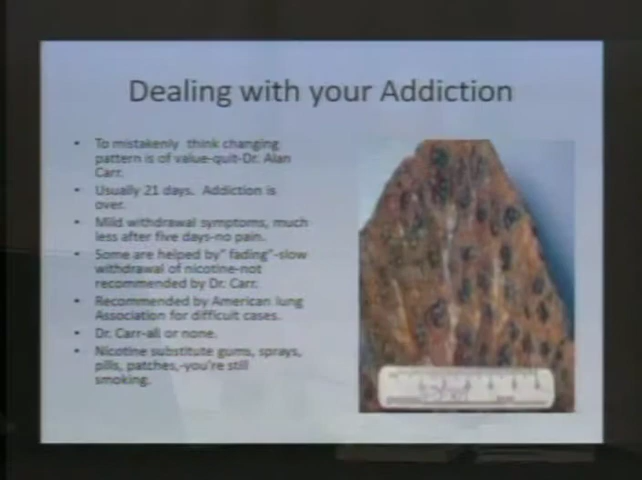 Dealing with your Addiction
• To mistakenly think changing
pattern is of value-quit-Dr. Alan
Carr.
• Usually 21 days. Addiction is
over.
• Mild withdrawal symptoms, much
less after five days-no pain.
• Some are helped by" fading"-slow
withdrawal of nicotine-not
recommended by Dr. Carr.
• Recommended by American lung
Association for difficult cases.
• Dr. Carr-all or none.
• Nicotine substitute gums, sprays,
pills, patches,-you're still
smoking.